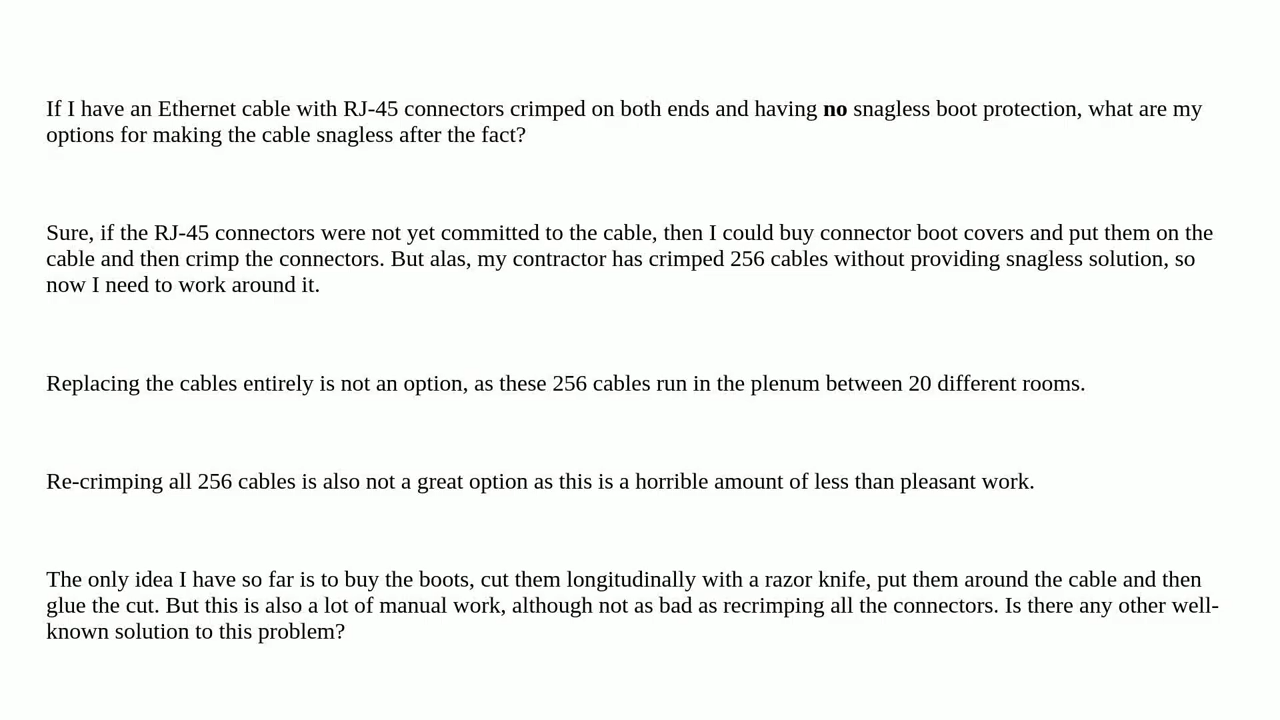 If I have an Ethernet cable with RJ-45 connectors crimped on both ends and having no snagless boot protection, what are my
options for making the cable snagless after the fact?
Sure, if the RJ-45 connectors were not yet committed to the cable, then I could buy connector boot covers and put them on the
cable and then crimp the connectors. But alas, my contractor has crimped 256 cables without providing snagless solution, so
now I need to work around it.
Replacing the cables entirely is not an option, as these 256 cables run in the plenum between 20 different rooms.
Re-crimping all 256 cables is also not a great option as this is a horrible amount of less than pleasant work.
The only idea I have so far is to buy the boots, cut them longitudinally with a razor knife, put them around the cable and then
glue the cut. But this is also a lot of manual work, although not as bad as recrimping all the connectors. Is there any other well-
known solution to this problem?